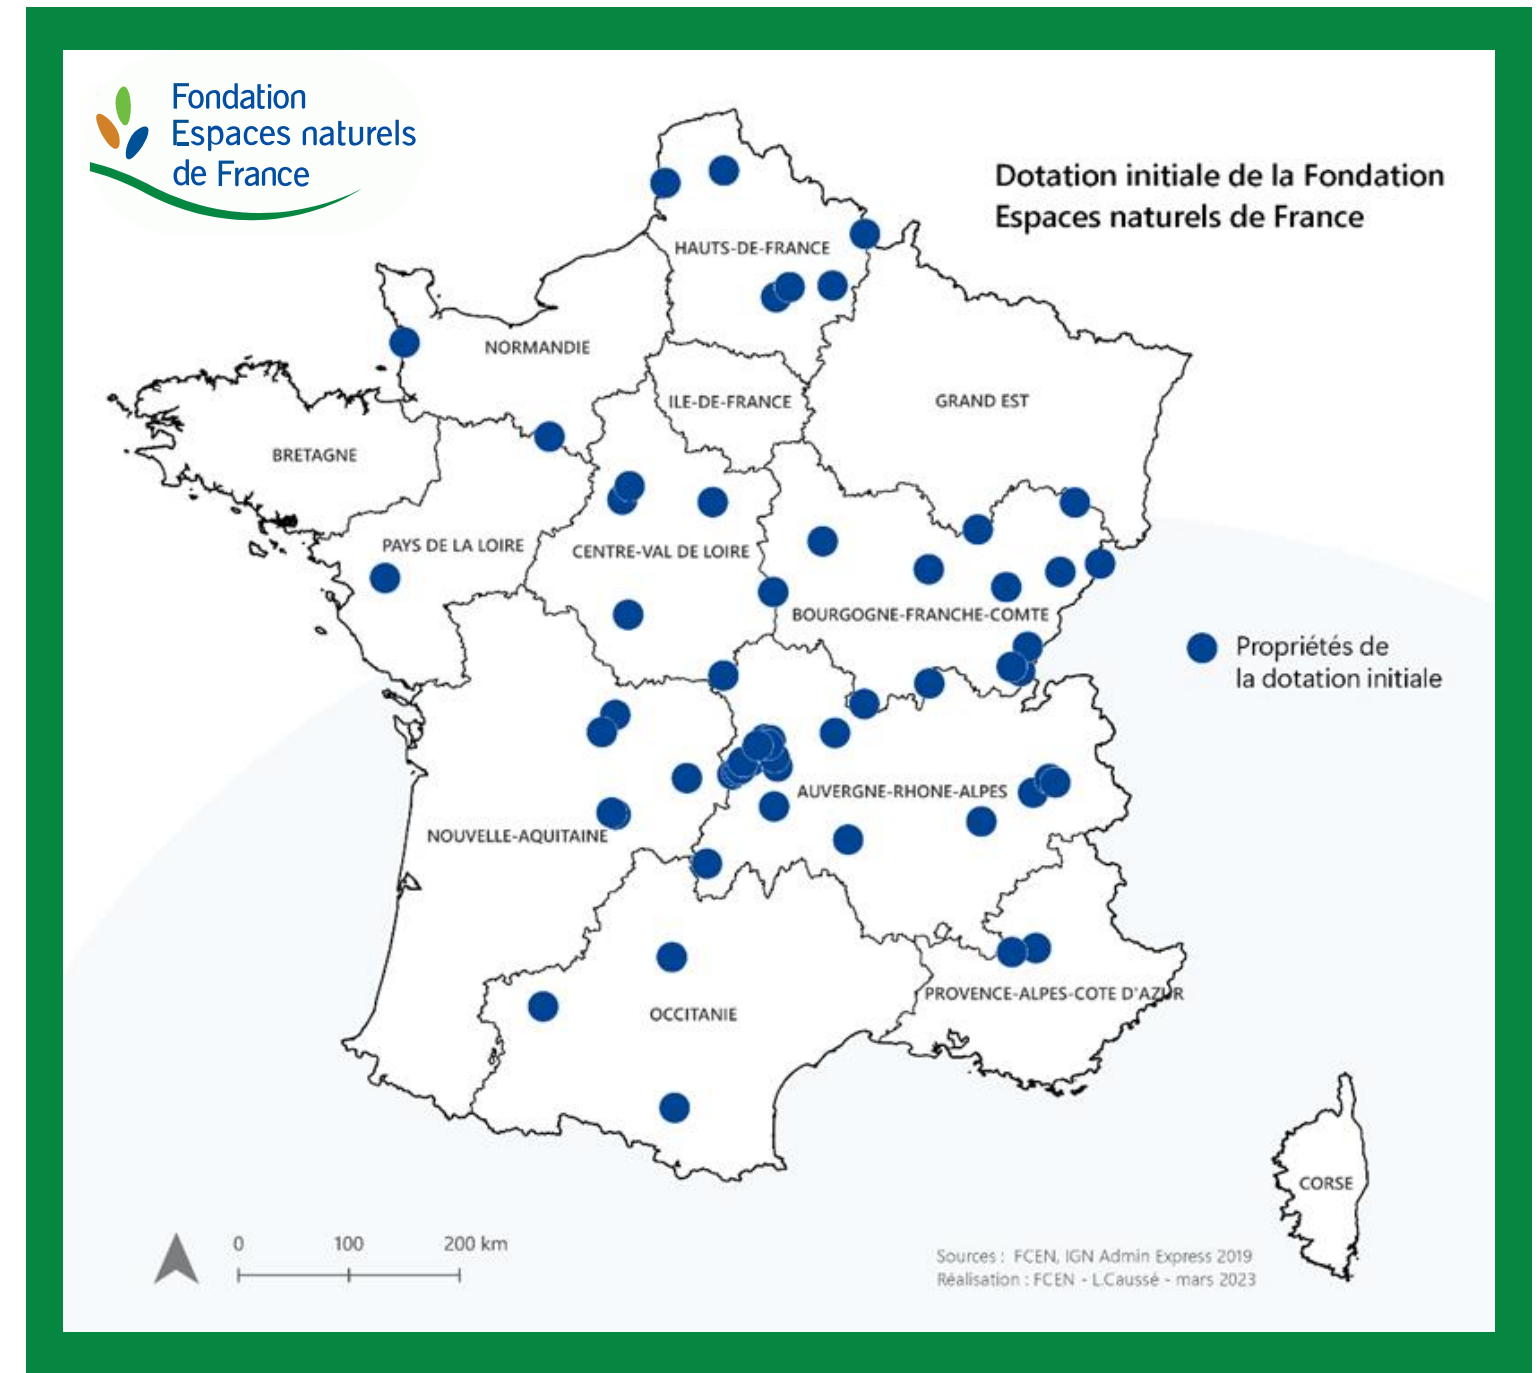 Fondation
Espaces naturels
de France
Dotation initiale de la Fondation
Espaces naturels de France
HAUTS-DE-FRANCE
NORMANDIE
ILE-DE-FRANCE
GRAND EST
BRETAGNE
PAYS DE LA LOIRE
CENTRE-VAL DE LOIRE
BOURGOGNE-FRANCHE-COMTE
Propriétés de
la dotation initiale
AUVERGNE-RHONE-ALPES
NOUVELLE-AQUITAINE
PROVENCE-ALPES-COTE D'AZUR
OCCITANIE
CORSE
0 100 200 km
Sources : FCEN, IGN Admin Express 2019
Réalisation : FCEN - L.Caussé - mars 2023